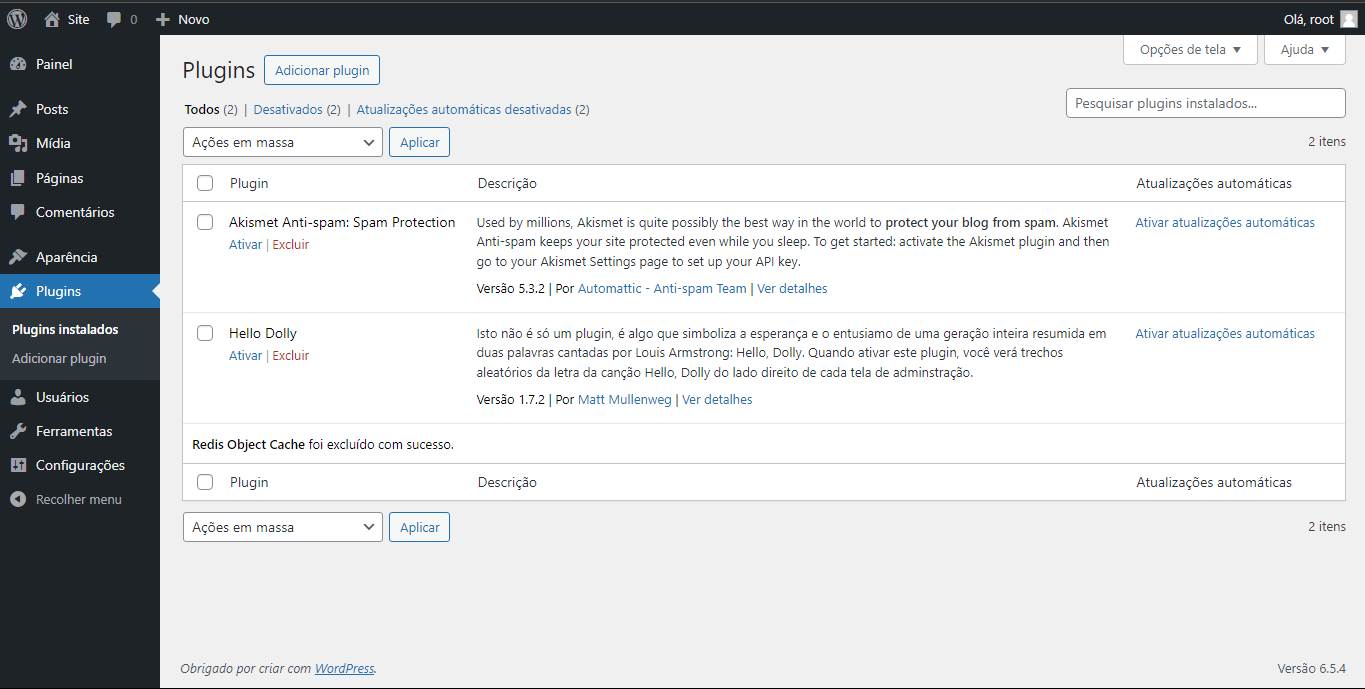 Site 0 Novo Olá, root
Painel
Posts
Mídia
Páginas
Comentários
Aparência
Plugins
Plugins instalados
Adicionar plugin
Usuários
Ferramentas
Configurações
Recolher menu
Opções de tela ▼ Ajuda ▼
Plugins Adicionar plugin
Todos (2) | Desativados (2) | Atualizações automáticas desativadas (2)
Pesquisar plugins instalados...
Ações em massa Aplicar 2 itens
Plugin Descrição Atualizações automáticas
Akismet Anti-spam: Spam Protection
Ativar | Excluir
Used by millions, Akismet is quite possibly the best way in the world to protect your blog from spam. Akismet
Anti-spam keeps your site protected even while you sleep. To get started: activate the Akismet plugin and then
go to your Akismet Settings page to set up your API key.
Versão 5.3.2 | Por Automattic - Anti-spam Team | Ver detalhes
Ativar atualizações automáticas
Hello Dolly
Ativar | Excluir
Isto não é só um plugin, é algo que simboliza a esperança e o entusiamo de uma geração inteira resumida em
duas palavras cantadas por Louis Armstrong: Hello, Dolly. Quando ativar este plugin, você verá trechos
aleatórios da letra da canção Hello, Dolly do lado direito de cada tela de adminstração.
Versão 1.7.2 | Por Matt Mullenweg | Ver detalhes
Ativar atualizações automáticas
Redis Object Cache foi excluído com sucesso.
Plugin Descrição Atualizações automáticas
Ações em massa Aplicar 2 itens
Obrigado por criar com WordPress. Versão 6.5.4